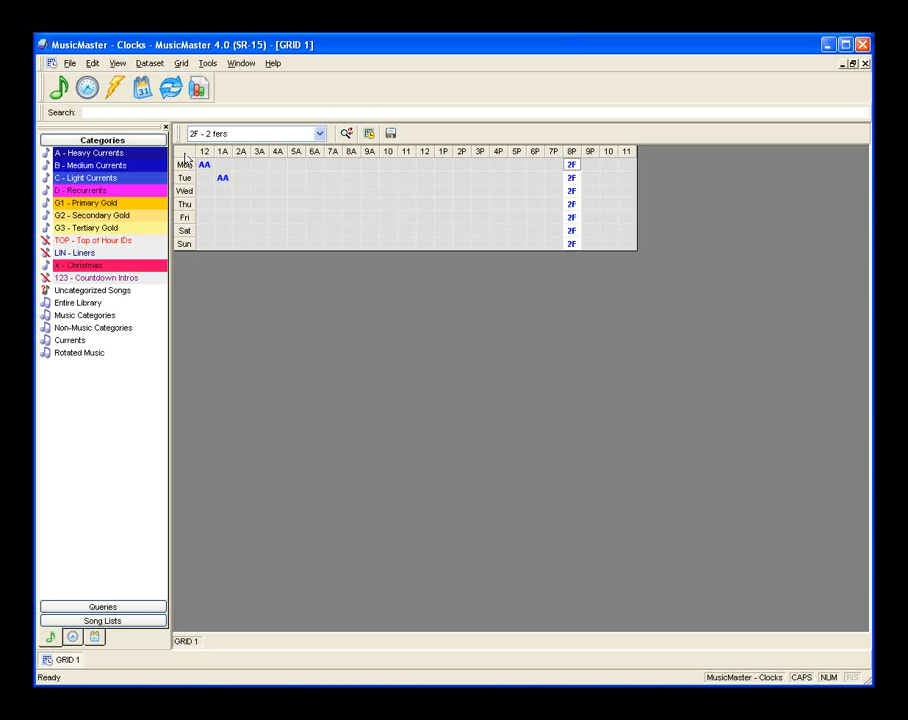 MusicMaster - Clocks - MusicMaster 4.0 (SR-15) - [GRID 1]
File Edit View Dataset Grid Tools Window Help
31
Search:
Categories
2F - 2 fers
12 1A 2A 3A 4A 5A 6A 7A 8A 9A 10 11 12 1P 2P 3P 4P 5P 6P 7P 8P 9P 10 11
Mon AA 2F
Tue AA 2F
Wed 2F
Thu 2F
Fri 2F
Sat 2F
Sun 2F
A - Heavy Currents
B - Medium Currents
C - Light Currents
D - Recurrents
G1 - Primary Gold
G2 - Secondary Gold
G3 - Tertiary Gold
TOP - Top of Hour IDs
LIN - Liners
X - Christmas
123 - Countdown Intros
Uncategorized Songs
Entire Library
Music Categories
Non-Music Categories
Currents
Rotated Music
Queries
Song Lists
GRID 1
GRID 1
Ready MusicMaster - Clocks CAPS NUM INS